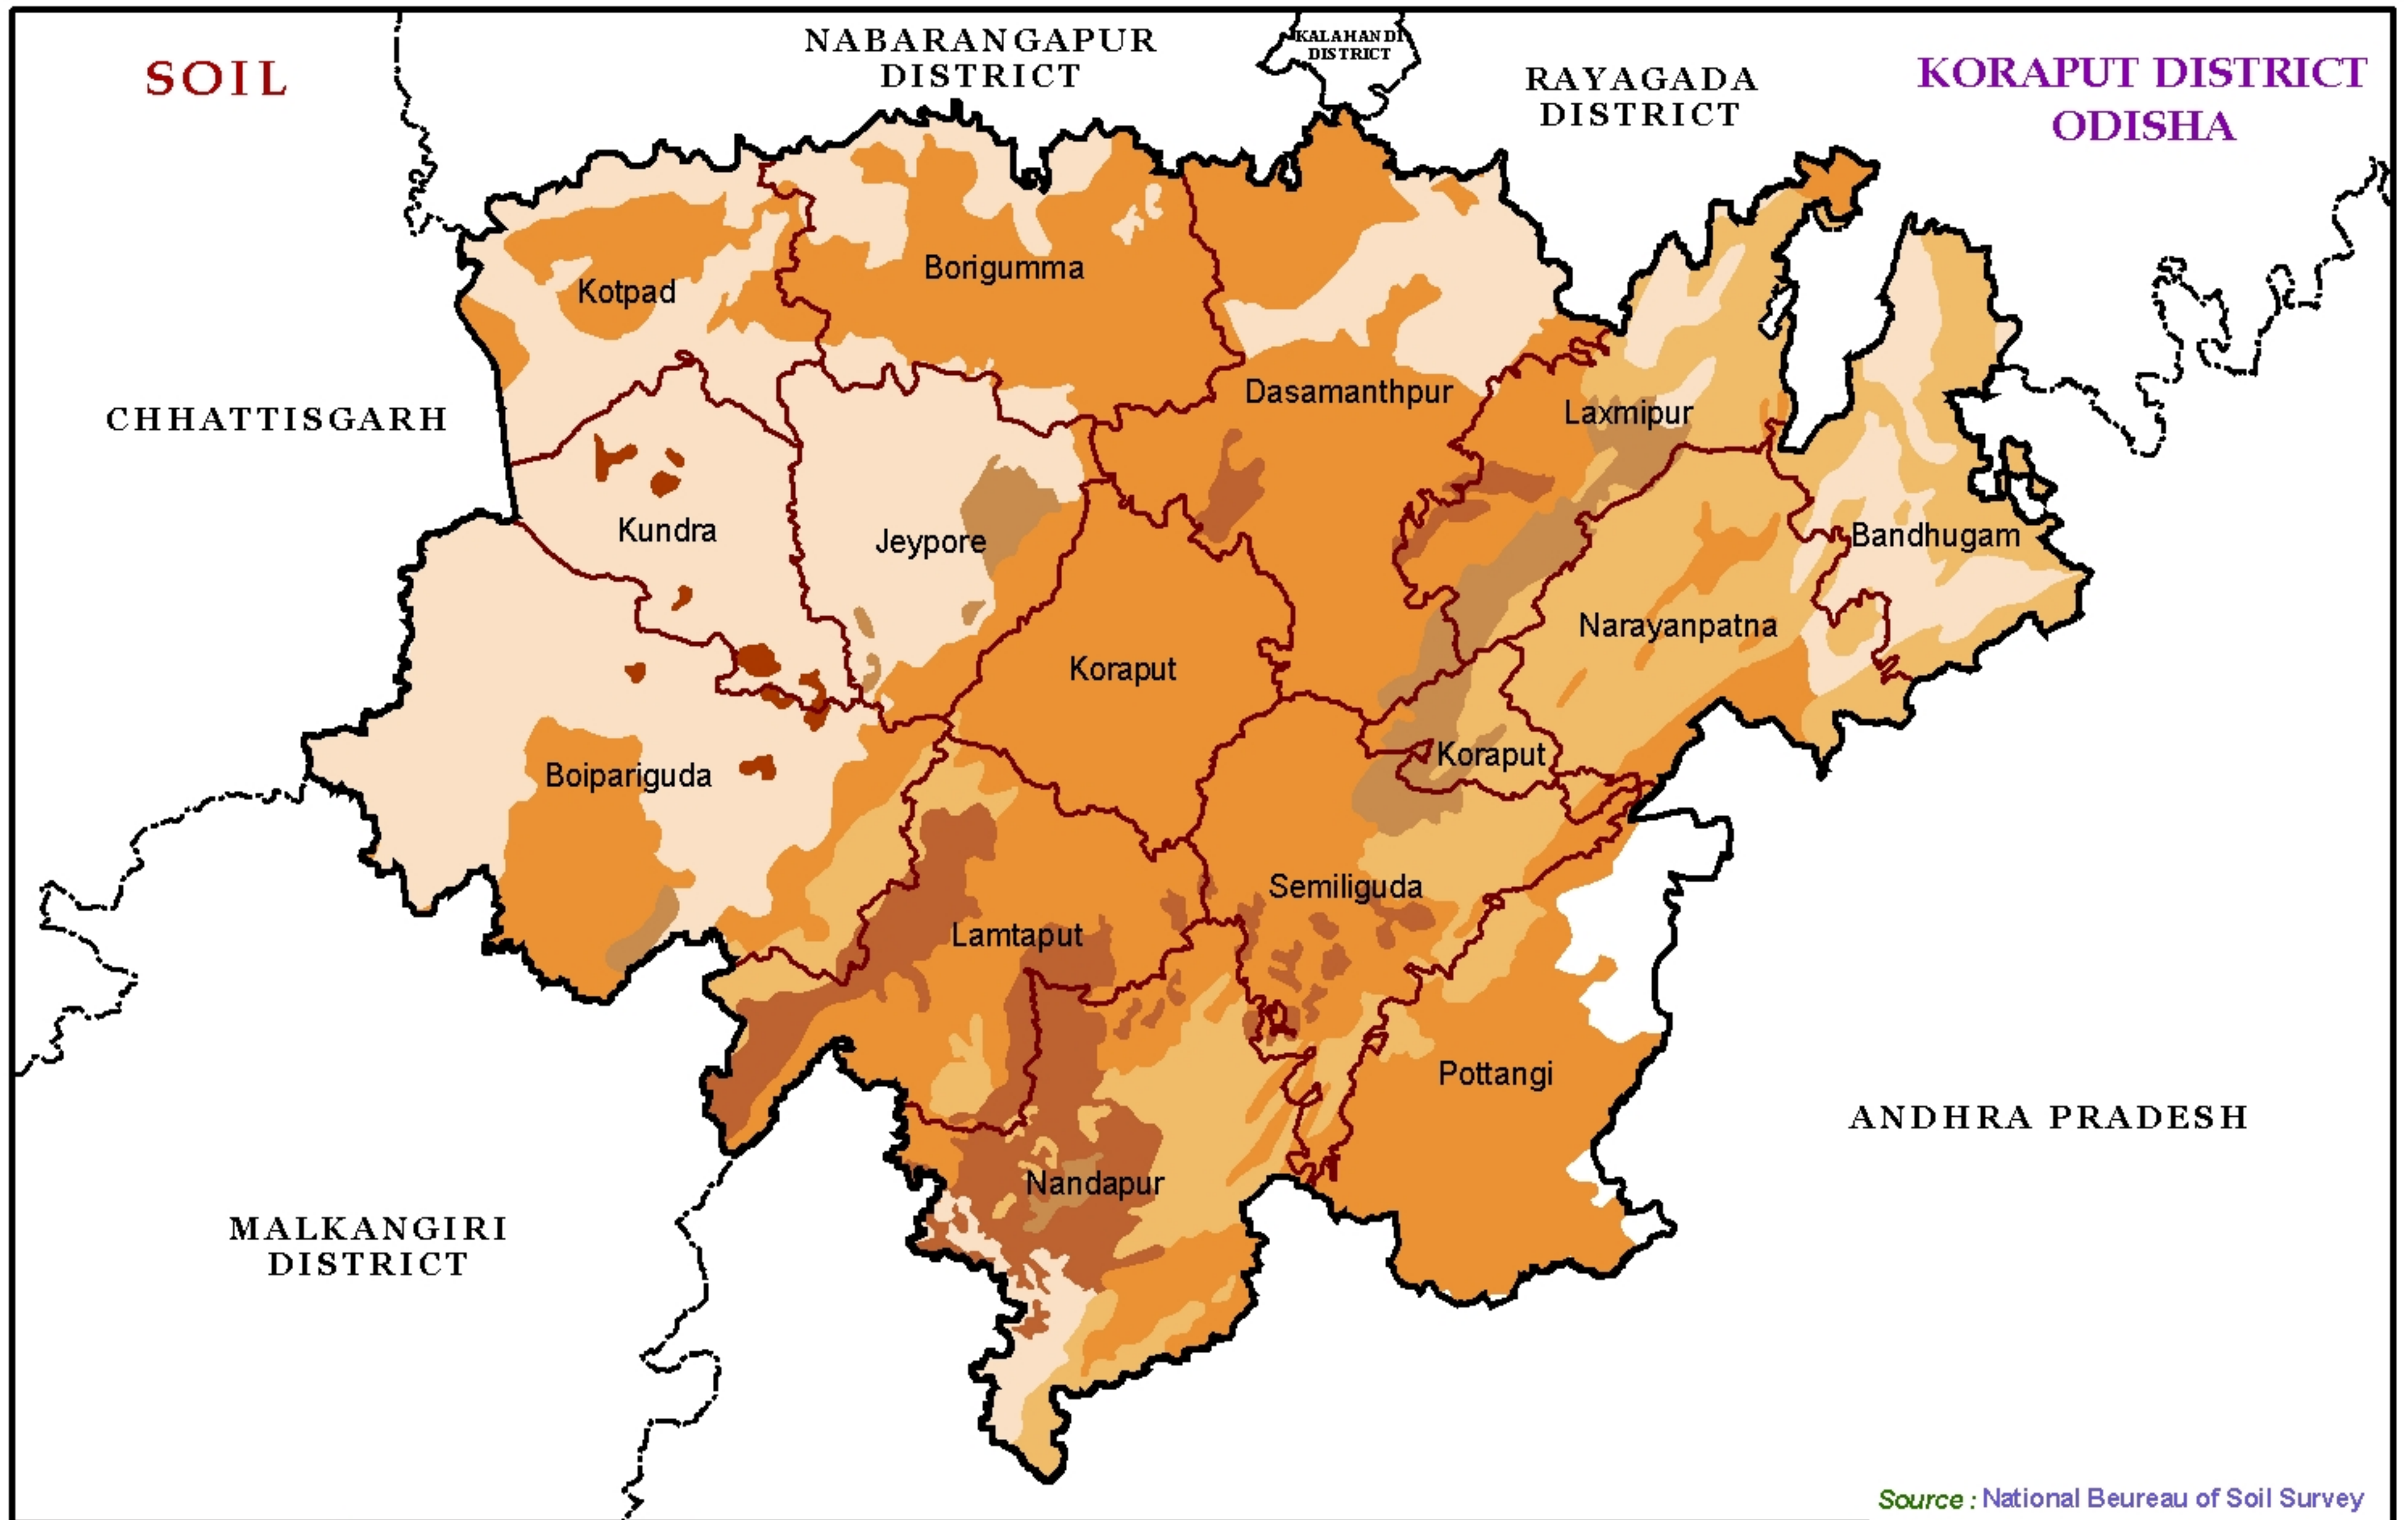 SOIL
NABARANGAPUR
DISTRICT
KALAHANDI
DISTRICT
RAYAGADA
DISTRICT
KORAPUT DISTRICT
ODISHA
Kotpad
Borigumma
CHHATTISGARH
Dasamanthpur
Laxmipur
Kundra
Jeypore
Bandhugam
Narayanpatna
Koraput
Koraput
Boipariguda
Semiliguda
Lamtaput
Pottangi
ANDHRA PRADESH
Nandapur
MALKANGIRI
DISTRICT
Source : National Beureau of Soil Survey